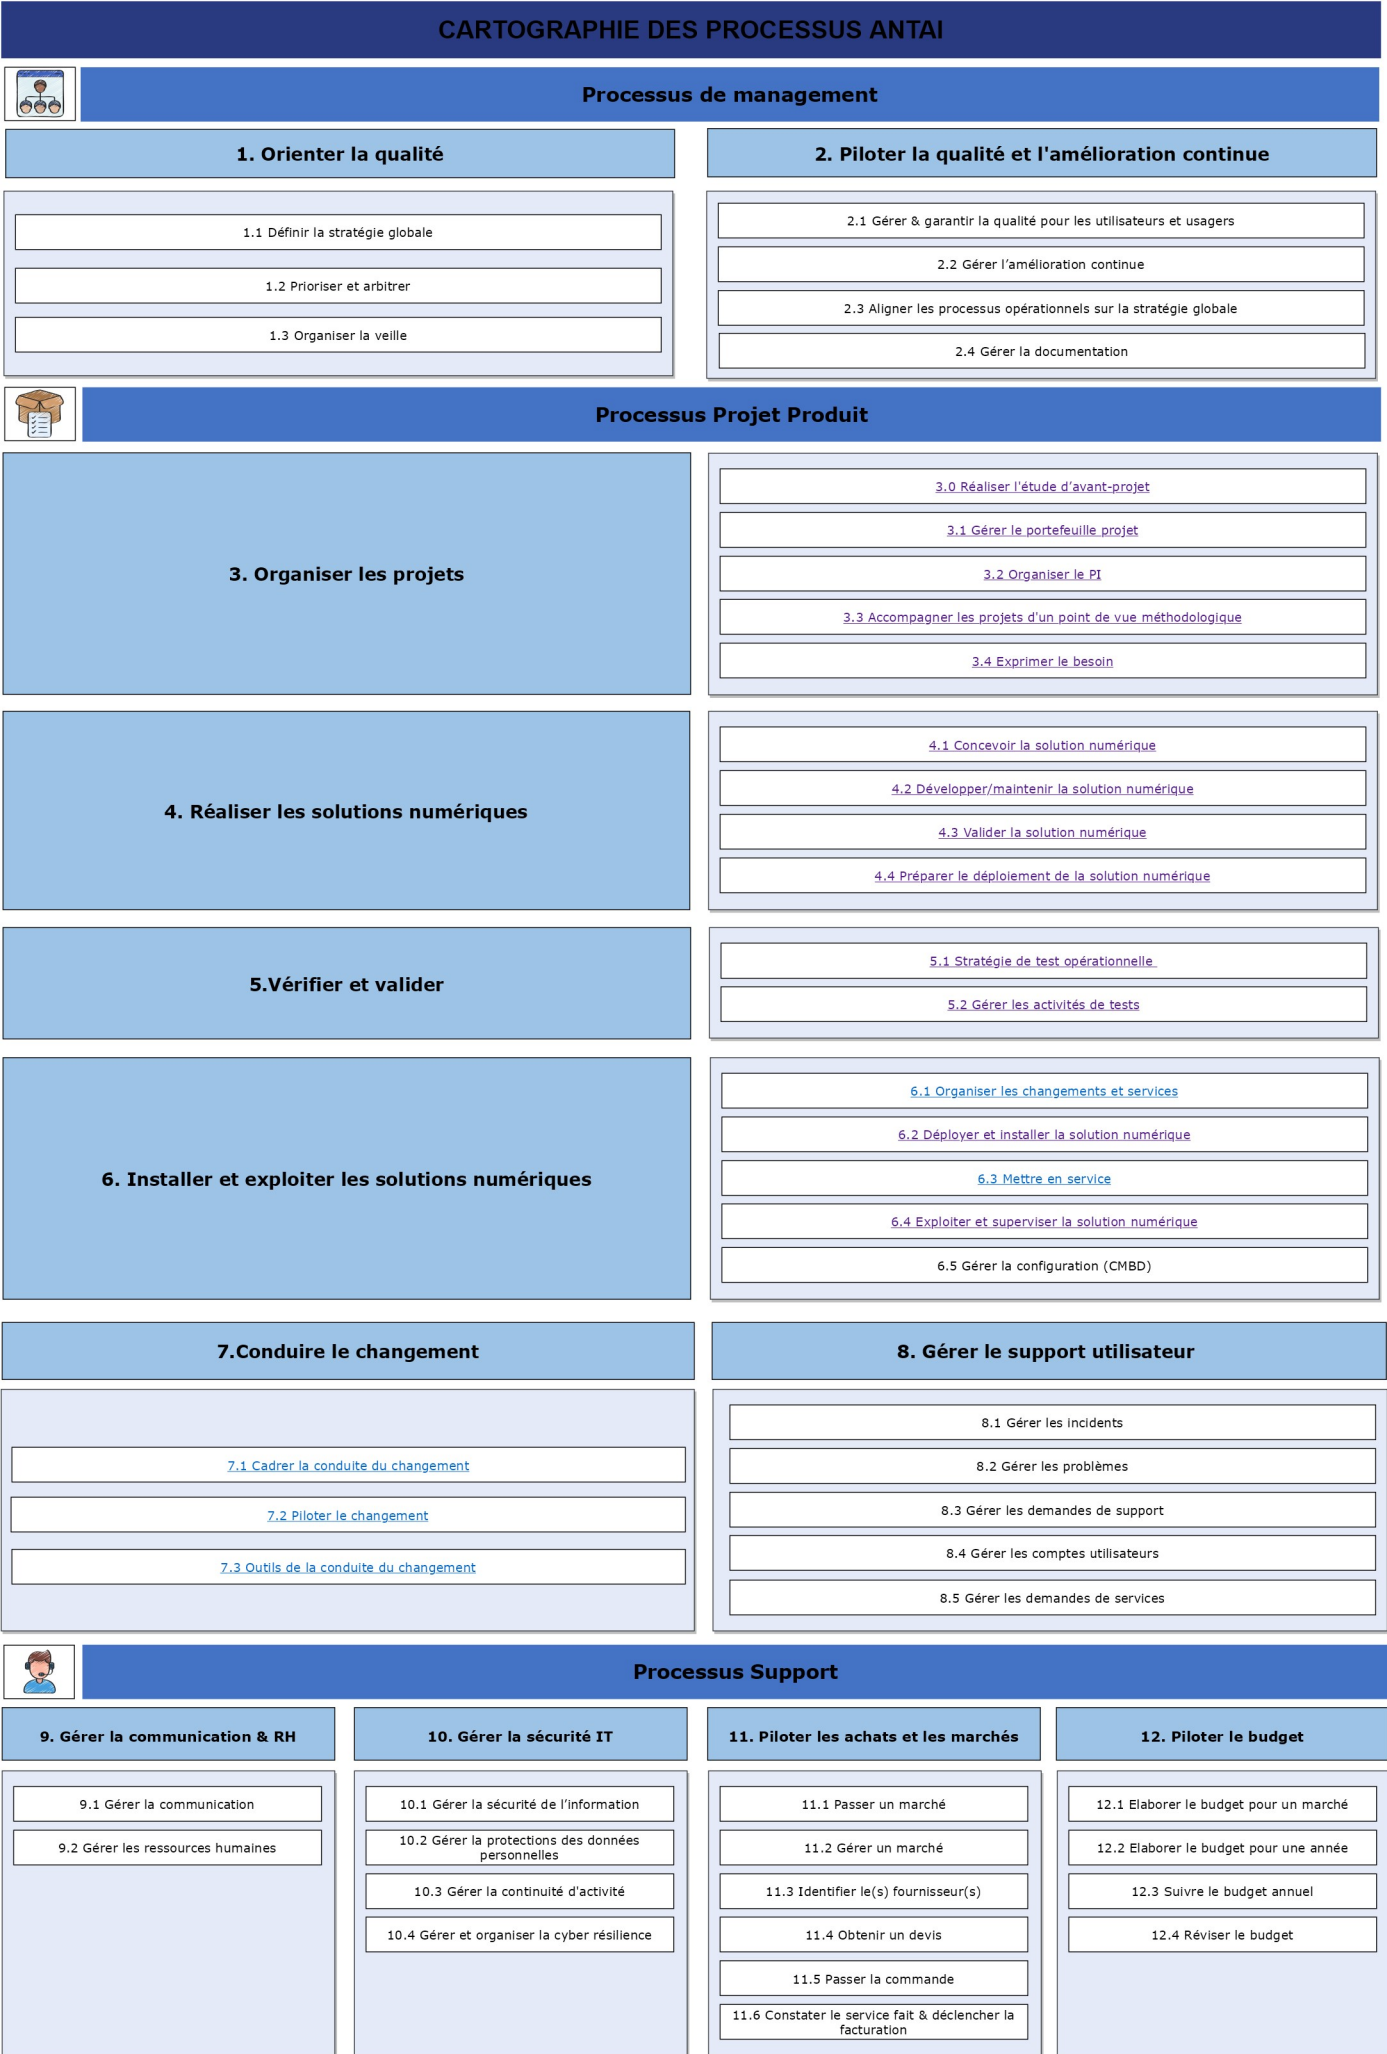 CARTOGRAPHIE DES PROCESSUS ANTAI
Processus de management
1. Orienter la qualité
1.1 Définir la stratégie globale
1.2 Prioriser et arbitrer
1.3 Organiser la veille
2. Piloter la qualité et l'amélioration continue
2.1 Gérer & garantir la qualité pour les utilisateurs et usagers
2.2 Gérer l’amélioration continue
2.3 Aligner les processus opérationnels sur la stratégie globale
2.4 Gérer la documentation
Processus Projet Produit
3. Organiser les projets
3.0 Réaliser l'étude d’avant-projet
3.1 Gérer le portefeuille projet
3.2 Organiser le PI
3.3 Accompagner les projets d'un point de vue méthodologique
3.4 Exprimer le besoin
4. Réaliser les solutions numériques
4.1 Concevoir la solution numérique
4.2 Développer/maintenir la solution numérique
4.3 Valider la solution numérique
4.4 Préparer le déploiement de la solution numérique
5.Vérifier et valider
5.1 Stratégie de test opérationnelle
5.2 Gérer les activités de tests
6. Installer et exploiter les solutions numériques
6.1 Organiser les changements et services
6.2 Déployer et installer la solution numérique
6.3 Mettre en service
6.4 Exploiter et superviser la solution numérique
6.5 Gérer la configuration (CMBD)
7.Conduire le changement
7.1 Cadrer la conduite du changement
7.2 Piloter le changement
7.3 Outils de la conduite du changement
8. Gérer le support utilisateur
8.1 Gérer les incidents
8.2 Gérer les problèmes
8.3 Gérer les demandes de support
8.4 Gérer les comptes utilisateurs
8.5 Gérer les demandes de services
Processus Support
9. Gérer la communication & RH
9.1 Gérer la communication
9.2 Gérer les ressources humaines
10. Gérer la sécurité IT
10.1 Gérer la sécurité de l’information
10.2 Gérer la protections des données
personnelles
10.3 Gérer la continuité d'activité
10.4 Gérer et organiser la cyber résilience
11. Piloter les achats et les marchés
11.1 Passer un marché
11.2 Gérer un marché
11.3 Identifier le(s) fournisseur(s)
11.4 Obtenir un devis
11.5 Passer la commande
11.6 Constater le service fait & déclencher la
facturation
12. Piloter le budget
12.1 Elaborer le budget pour un marché
12.2 Elaborer le budget pour une année
12.3 Suivre le budget annuel
12.4 Réviser le budget